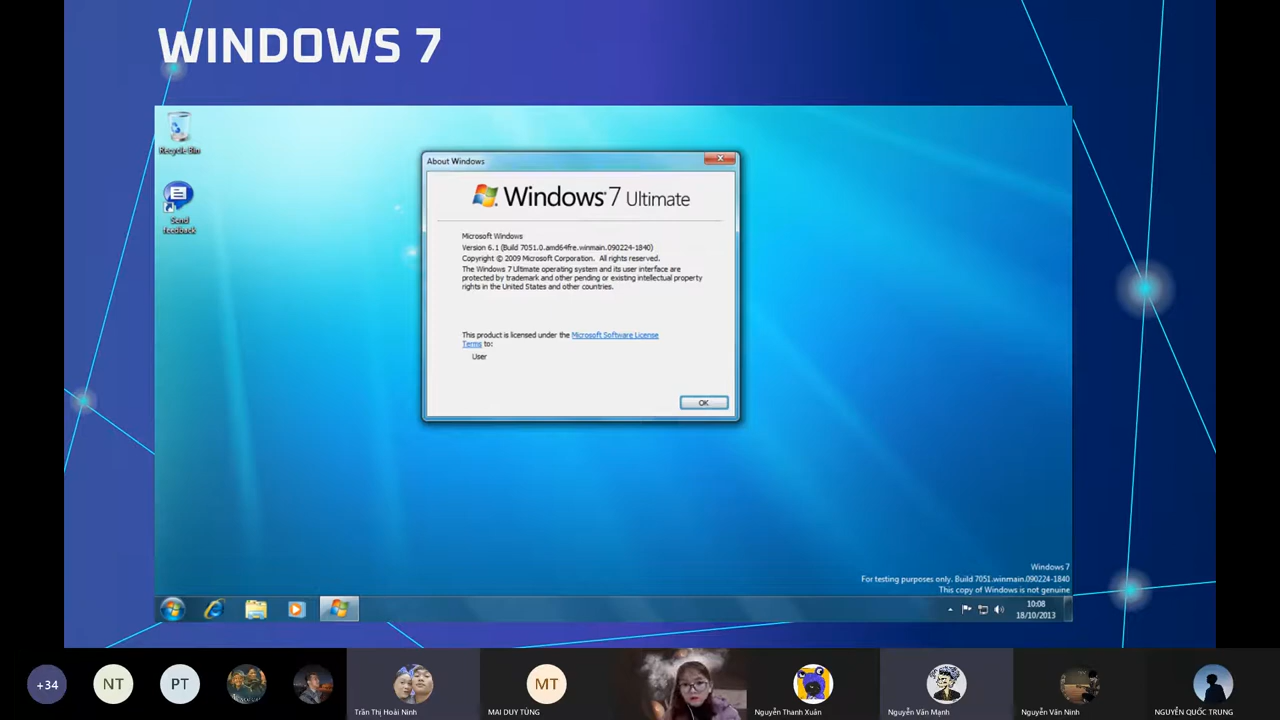 WINDOWS 7
Recycle Bin
Send
feedback
About Windows
Windows 7 Ultimate
Microsoft Windows
Version 6.1 (Build 7051.0.amd64fre.winmain.090224-1840)
Copyright © 2009 Microsoft Corporation. All rights reserved.
The Windows 7 Ultimate operating system and its user interface are
protected by trademark and other pending or existing intellectual property
rights in the United States and other countries.
This product is licensed under the Microsoft Software License
Terms to:
User
OK
Windows 7
For testing purposes only. Build 7051.winmain.090224-1840
This copy of Windows is not genuine
10:08
18/10/2013
+34
NT
PT
Trần Thị Hoài Ninh
MT
MAI DUY TÙNG
Nguyễn Thanh Xuân
Nguyễn Văn Mạnh
Nguyễn Văn Ninh
NGUYỄN QUỐC TRUNG